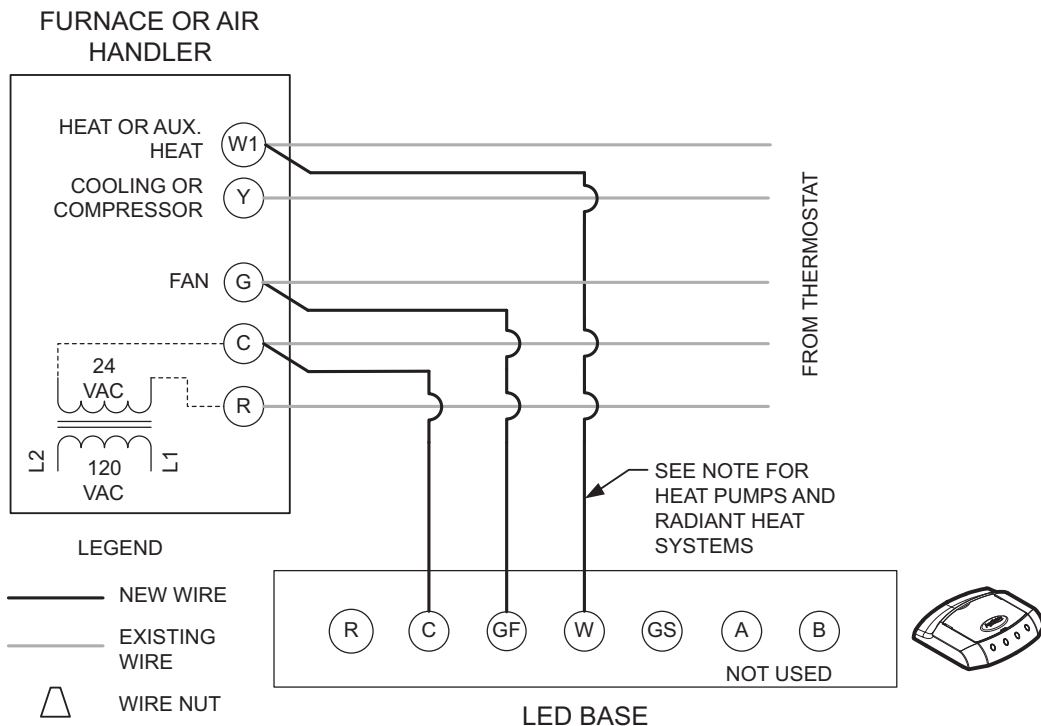 FURNACE OR AIR
HANDLER
HEAT OR AUX.
HEAT
W1
COOLING OR
COMPRESSOR
Y
FAN
G
C
24
VAC
R
L2
120
VAC
L1
FROM THERMOSTAT
SEE NOTE FOR
HEAT PUMPS AND
RADIANT HEAT
SYSTEMS
LEGEND
NEW WIRE
EXISTING
WIRE
WIRE NUT
R
C
GF
W
GS
A
B
NOT USED
LED BASE